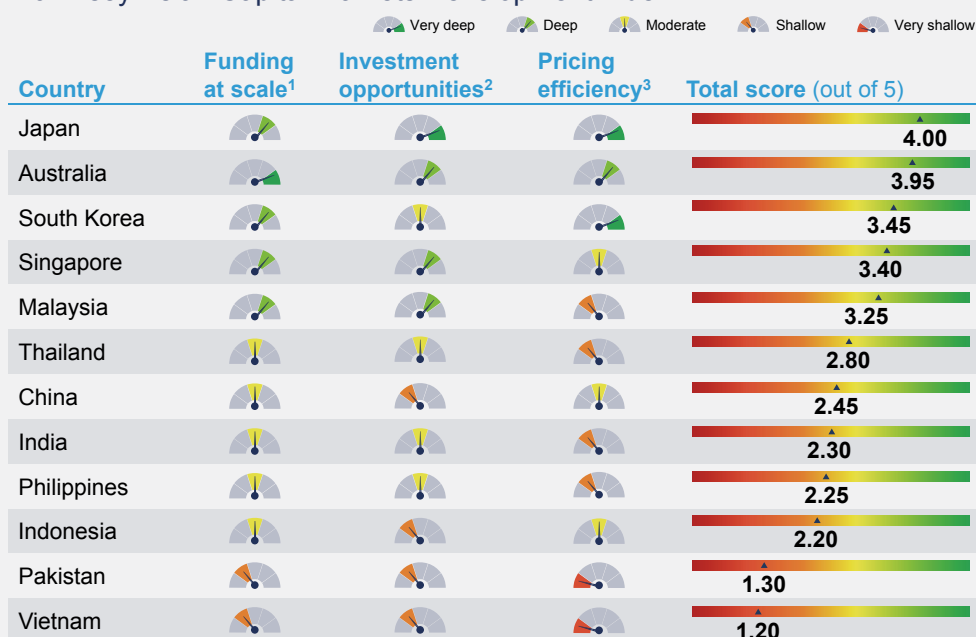 Very deep Deep Moderate Shallow Very shallow
Funding Investment Pricing
Country at scale¹ opportunities² efficiency³ Total score (out of 5)
Japan 4.00
Australia 3.95
South Korea 3.45
Singapore 3.40
Malaysia 3.25
Thailand 2.80
China 2.45
India 2.30
Philippines 2.25
Indonesia 2.20
Pakistan 1.30
Vietnam 1.20